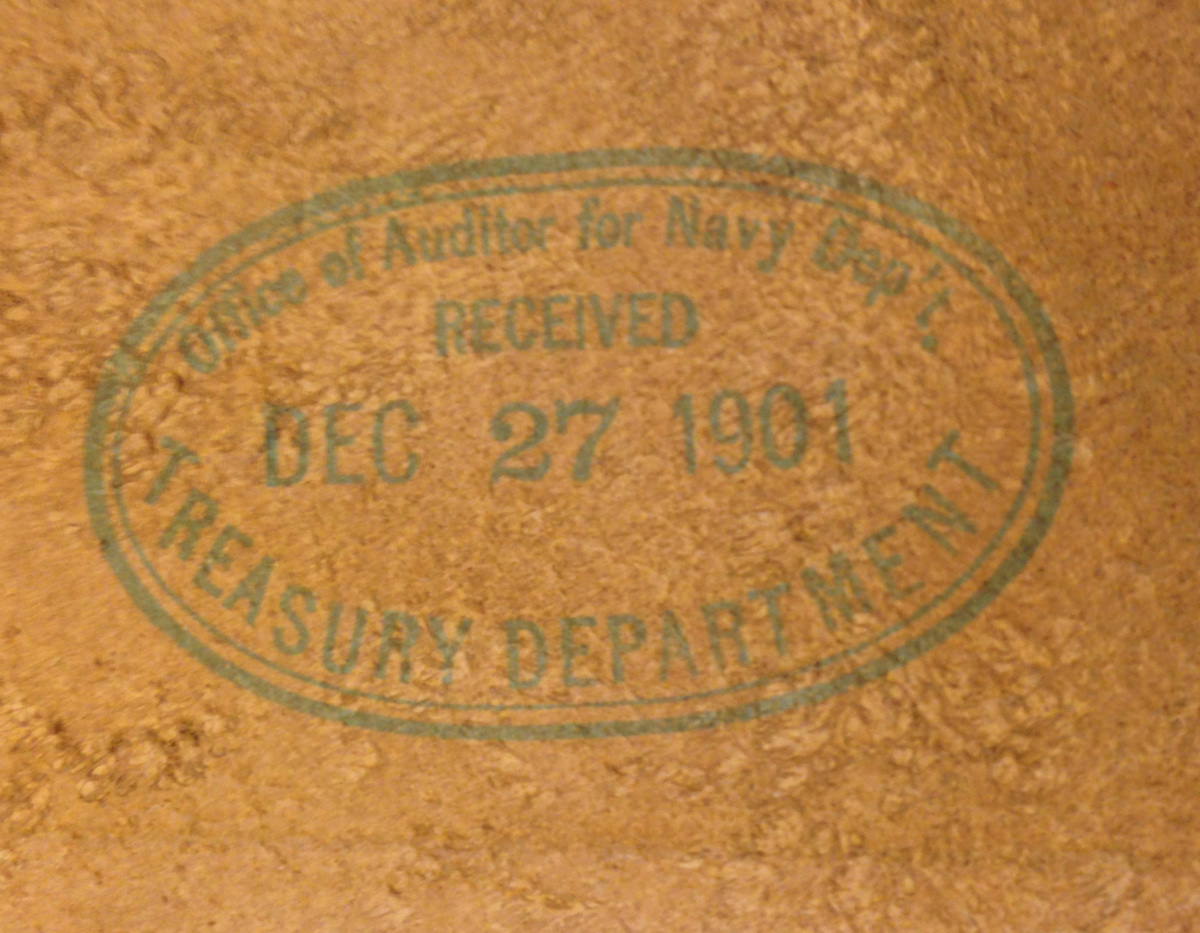 Office of Auditor for Navy Dep't.
RECEIVED
DEC 27 1901
TREASURY DEPARTMENT